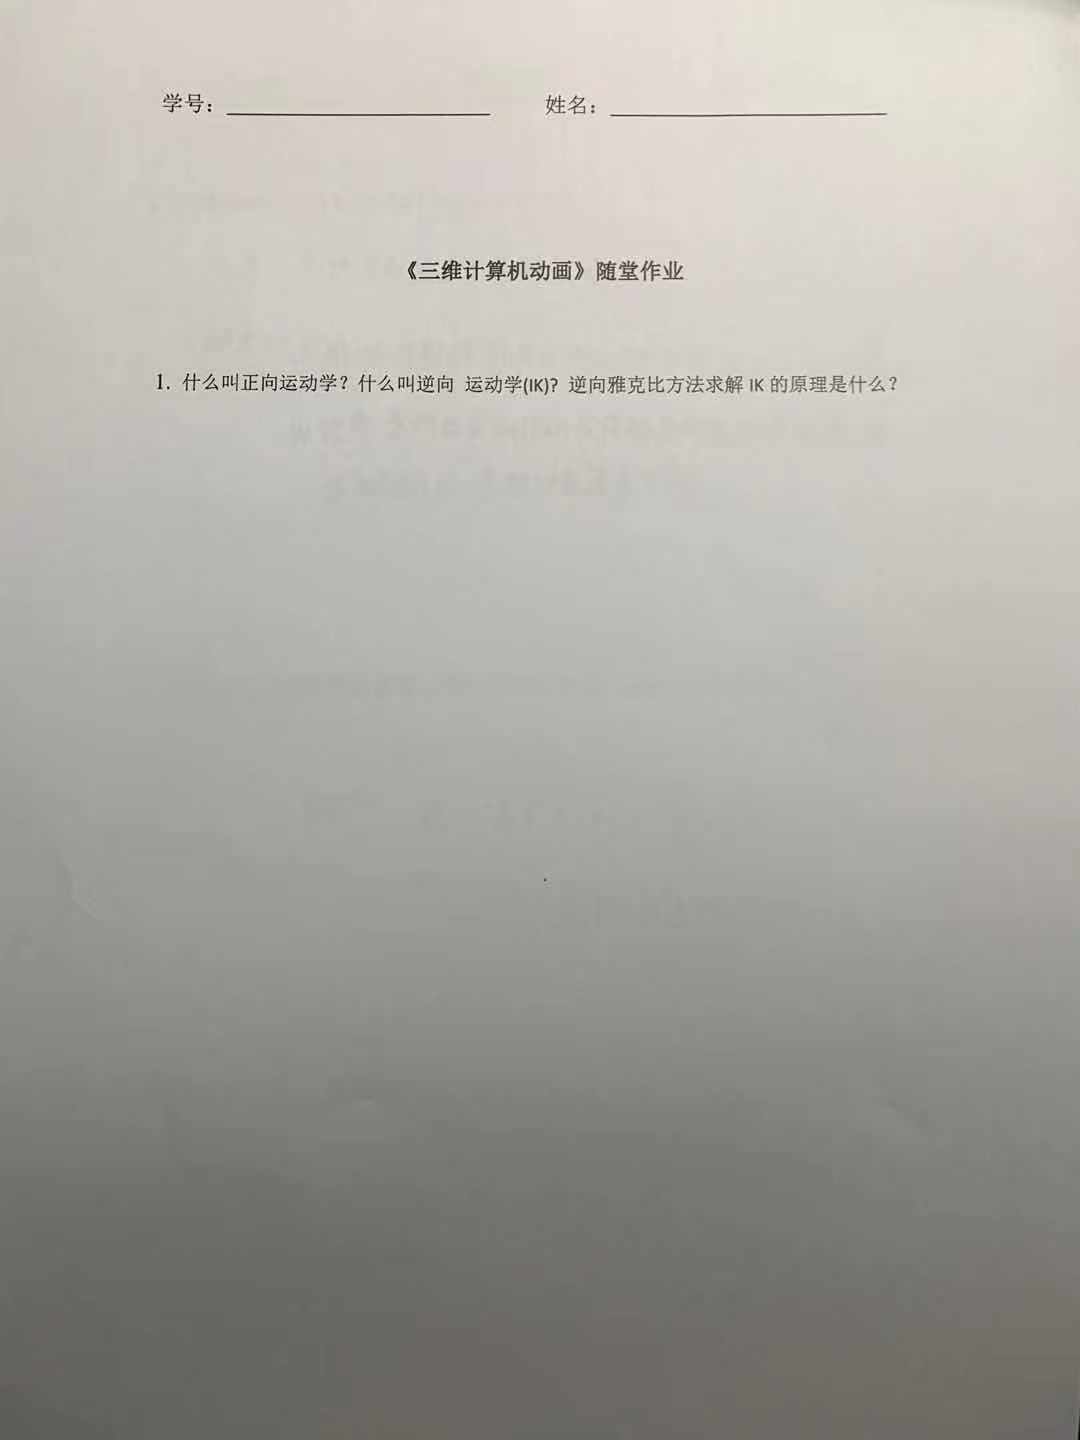 学号：____________ 姓名：____________
《三维计算机动画》随堂作业
1. 什么叫正向运动学？什么叫逆向 运动学(IK)? 逆向雅克比方法求解 IK 的原理是什么？